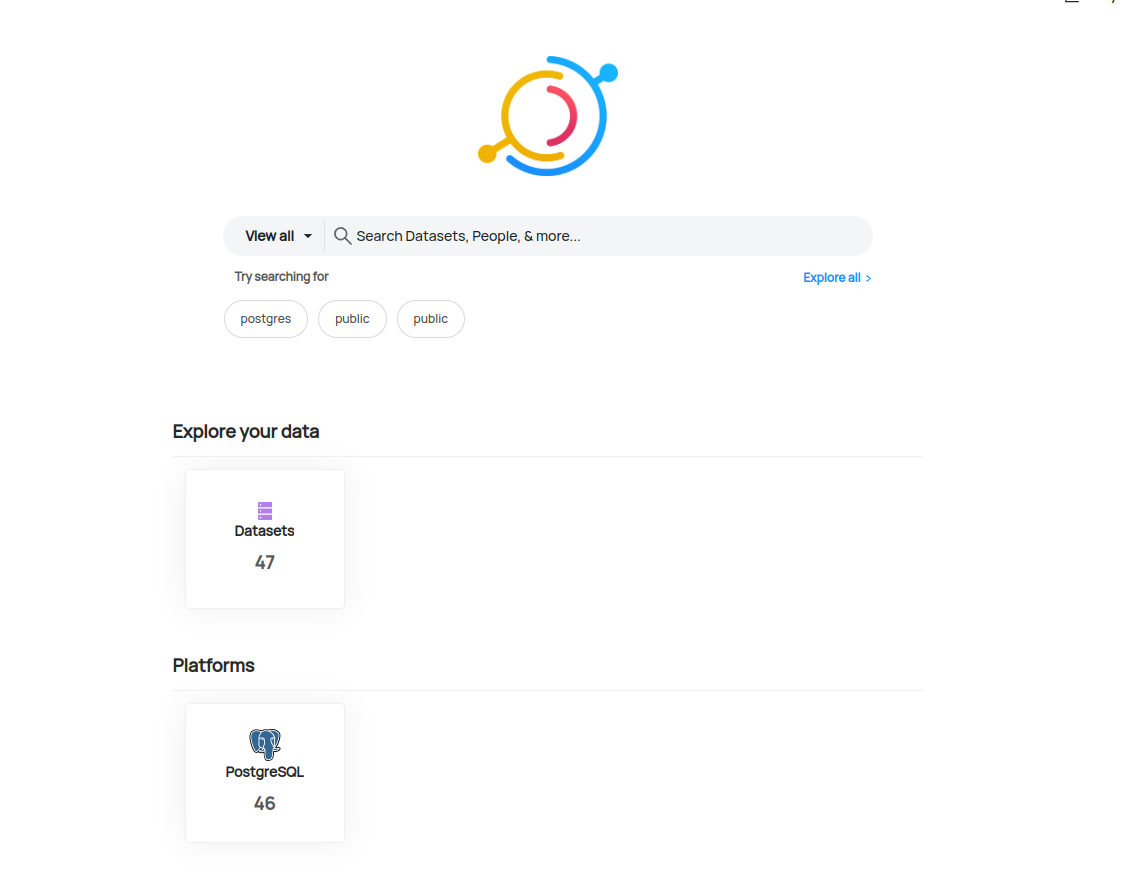 View all Search Datasets, People, & more...
Try searching for Explore all >
postgres public public
Explore your data
Datasets
47
Platforms
PostgreSQL
46